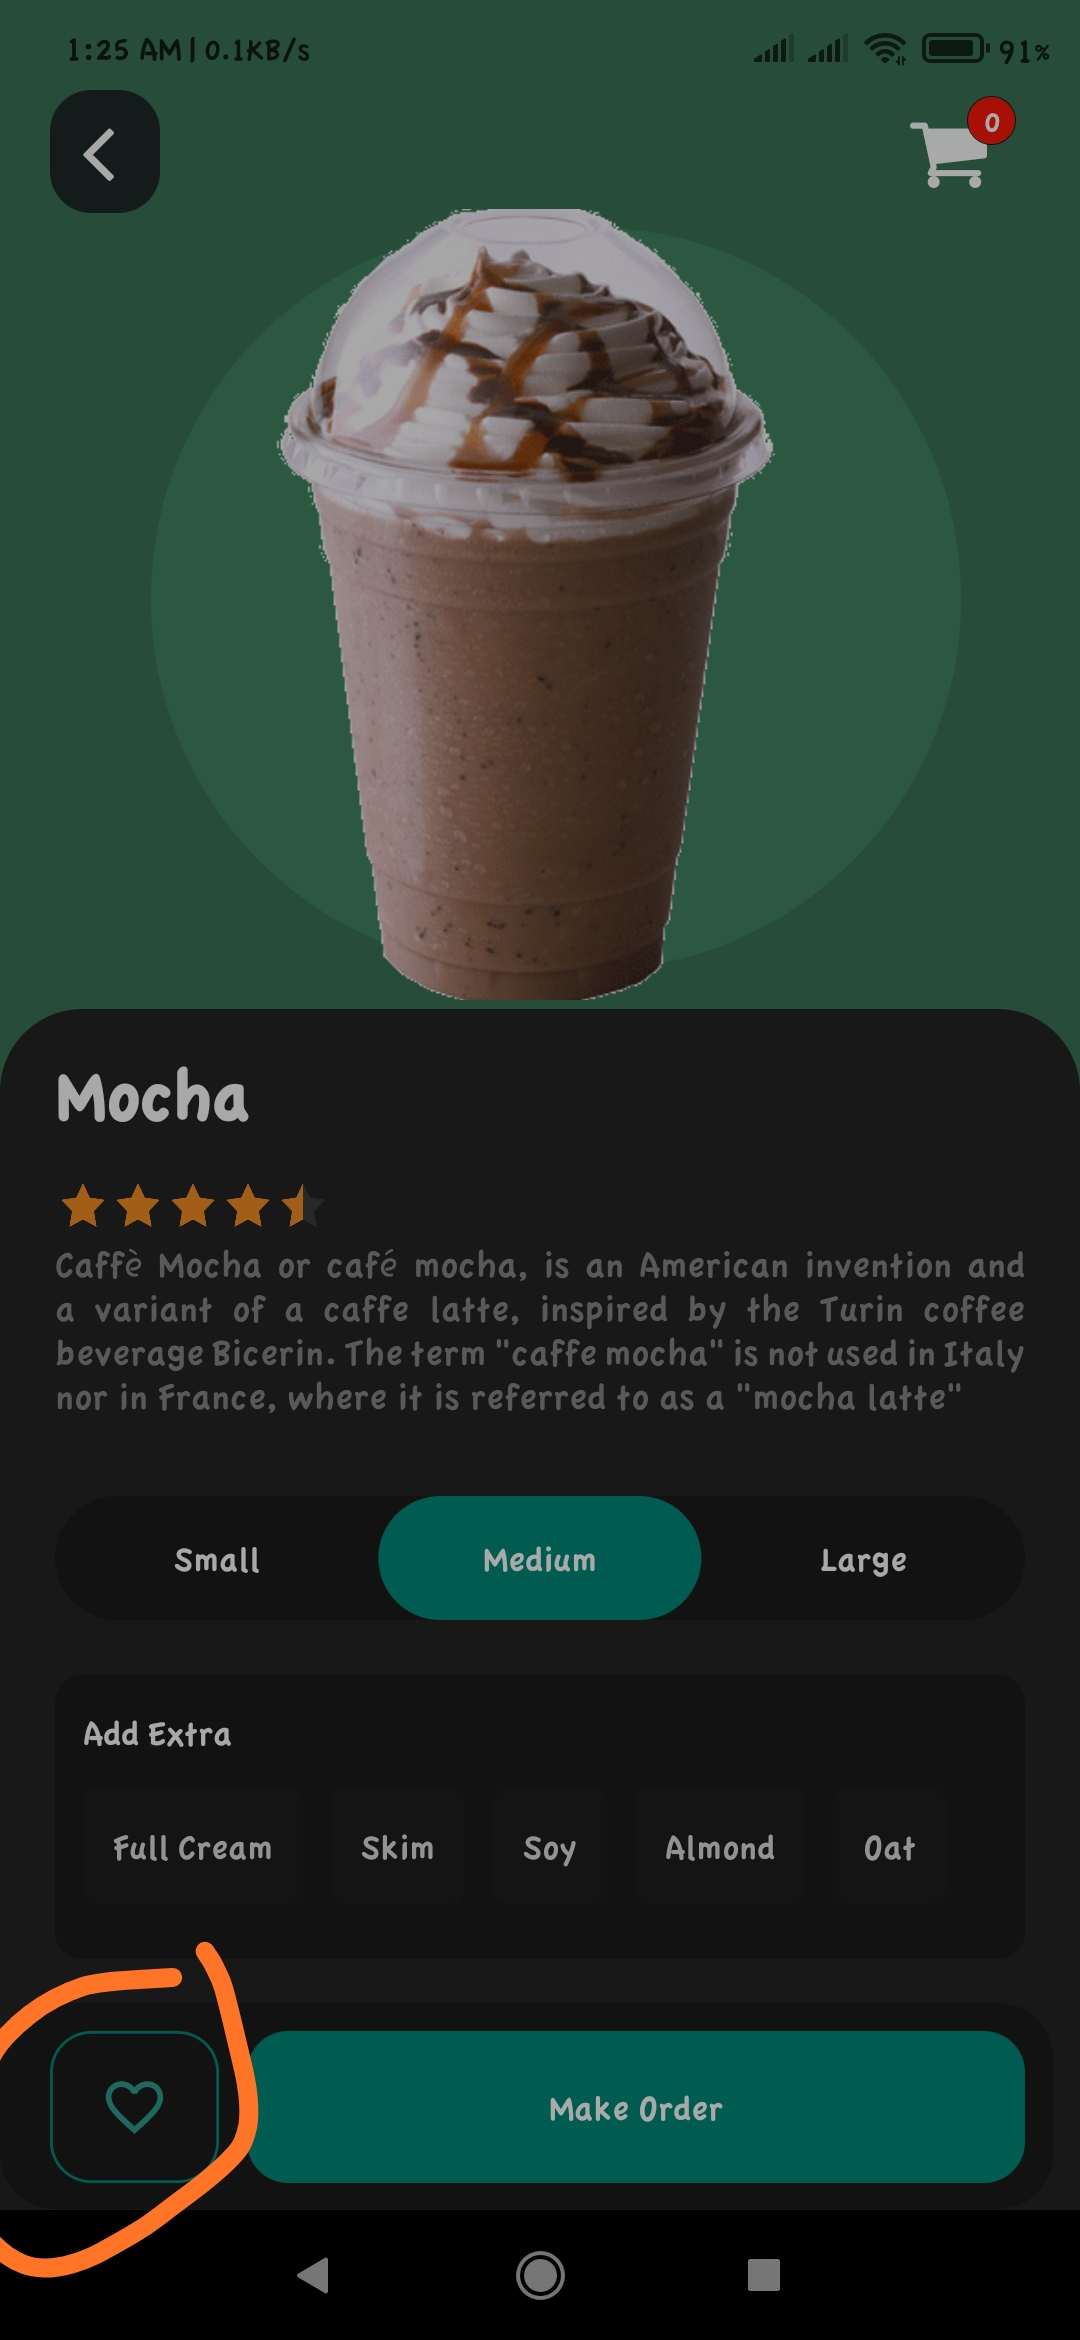 1:25 AM | 0.1KB/s 91%
0
Mocha
Caffè Mocha or café mocha, is an American invention and
a variant of a caffe latte, inspired by the Turin coffee
beverage Bicerin. The term "caffe mocha" is not used in Italy
nor in France, where it is referred to as a "mocha latte"
Small Medium Large
Add Extra
Full Cream Skim Soy Almond Oat
Make Order